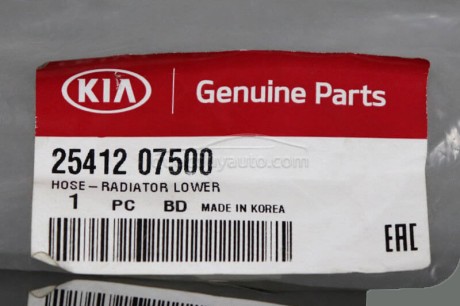 KIA
Genuine Parts
25412 07500
HOSE-RADIATOR LOWER
1 PC BD MADE IN KOREA
EAC